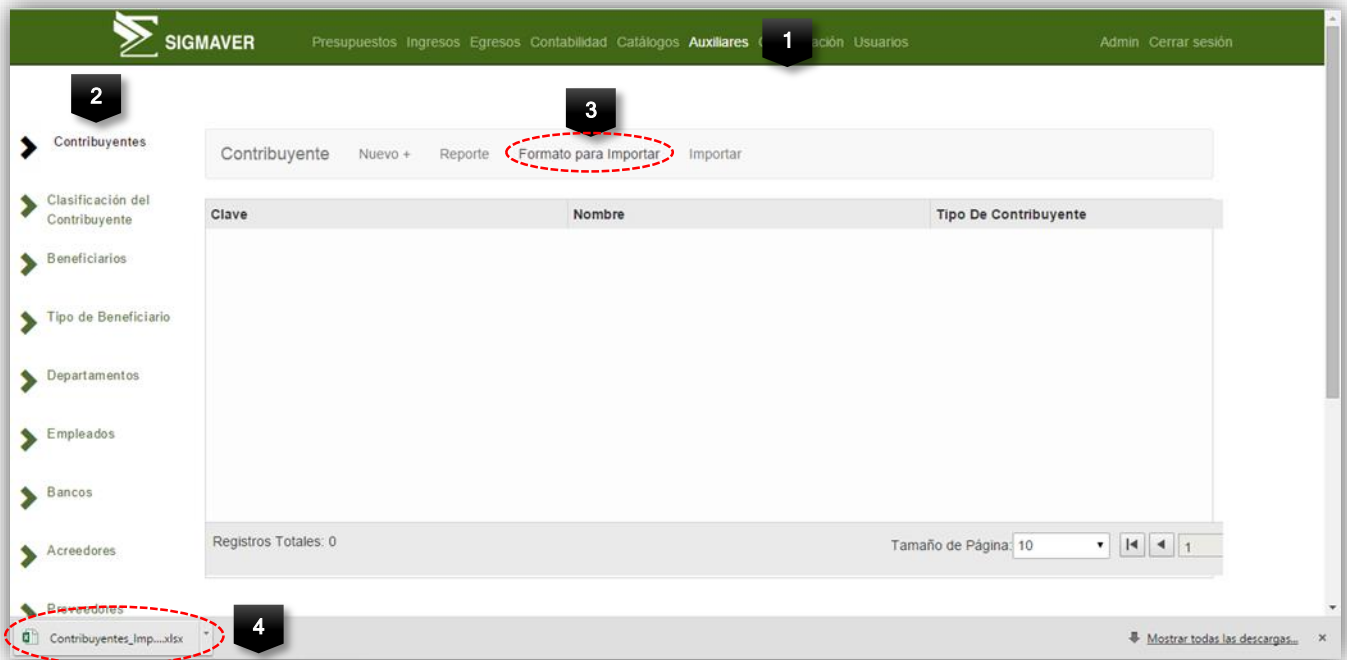 SIGMAVER Presupuestos Ingresos Egresos Contabilidad Catálogos Auxiliares 1 ación Usuarios Admin Cerrar sesión
2
3
Contribuyentes
Contribuyente Nuevo + Reporte Formato para Importar Importar
Clasificación del
Contribuyente
Clave Nombre Tipo De Contribuyente
Beneficiarios
Tipo de Beneficiario
Departamentos
Empleados
Bancos
Registros Totales: 0 Tamaño de Página: 10 1
Acreedores
Proveedores
4
Contribuyentes_Imp....xlsx Mostrar todas las descargas...